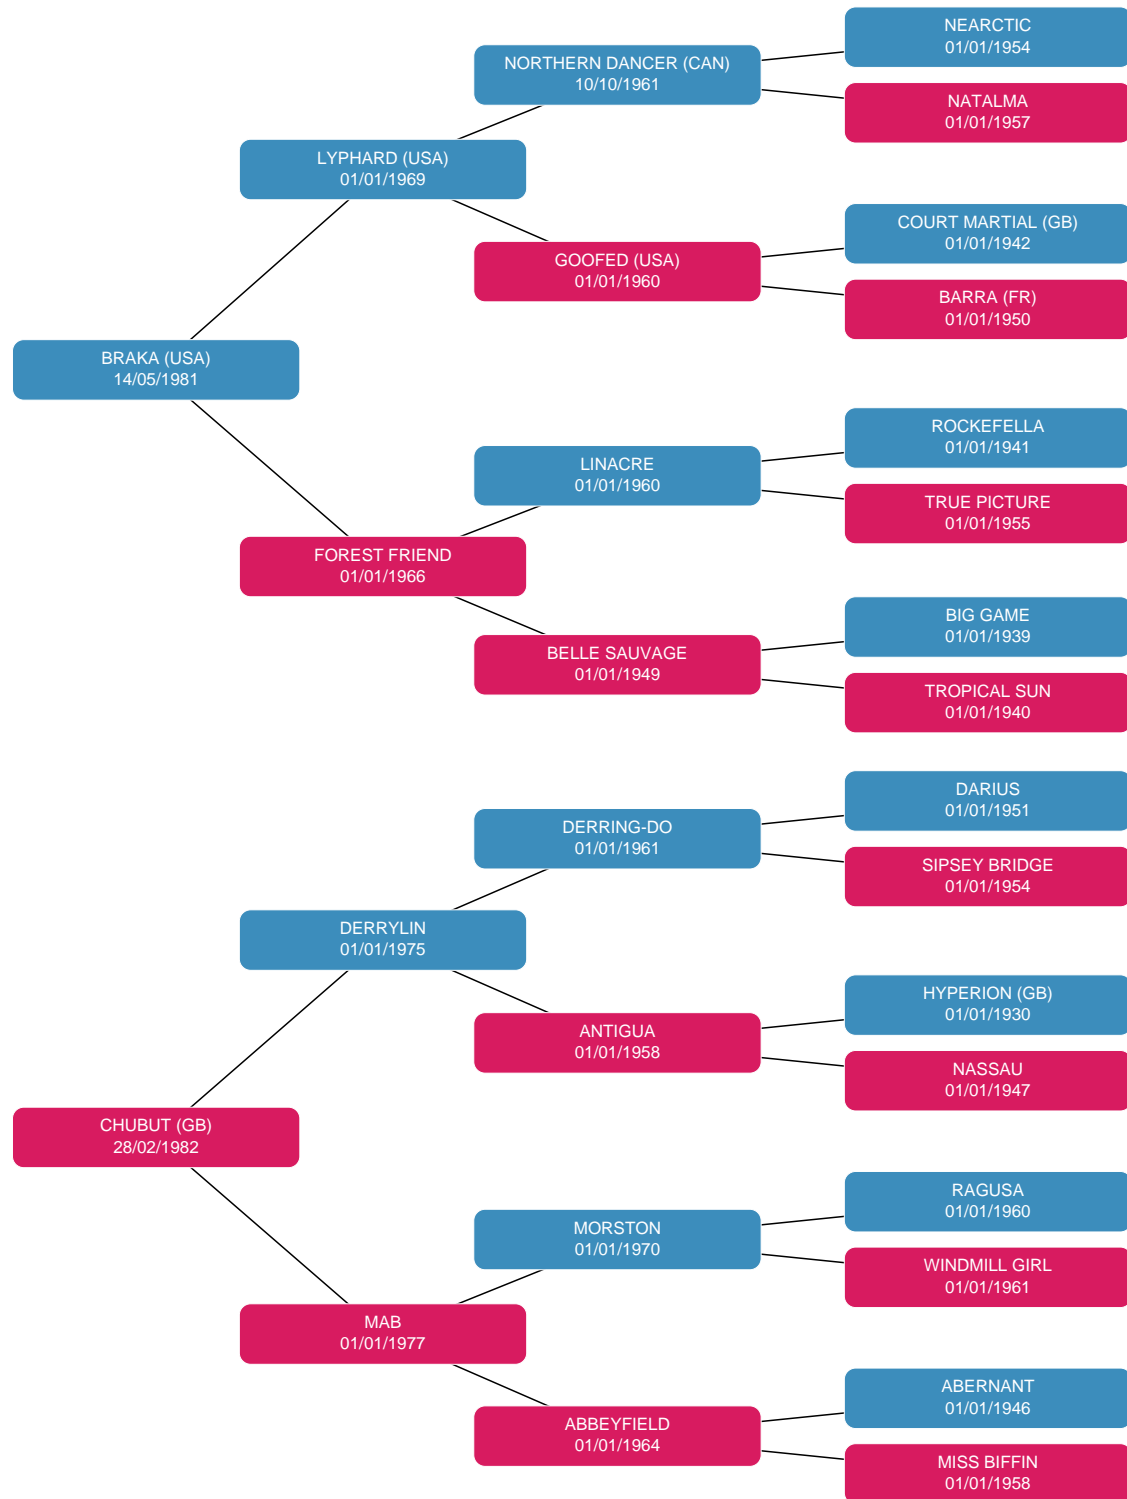 NEARCTIC
01/01/1954
NORTHERN DANCER (CAN)
10/10/1961
NATALMA
01/01/1957
LYPHARD (USA)
01/01/1969
COURT MARTIAL (GB)
01/01/1942
GOOFED (USA)
01/01/1960
BARRA (FR)
01/01/1950
BRAKA (USA)
14/05/1981
ROCKEFELLA
01/01/1941
LINACRE
01/01/1960
TRUE PICTURE
01/01/1955
FOREST FRIEND
01/01/1966
BIG GAME
01/01/1939
BELLE SAUVAGE
01/01/1949
TROPICAL SUN
01/01/1940
DARIUS
01/01/1951
DERRING-DO
01/01/1961
SIPSEY BRIDGE
01/01/1954
DERRYLIN
01/01/1975
HYPERION (GB)
01/01/1930
ANTIGUA
01/01/1958
NASSAU
01/01/1947
CHUBUT (GB)
28/02/1982
RAGUSA
01/01/1960
MORSTON
01/01/1970
WINDMILL GIRL
01/01/1961
MAB
01/01/1977
ABERNANT
01/01/1946
ABBEYFIELD
01/01/1964
MISS BIFFIN
01/01/1958